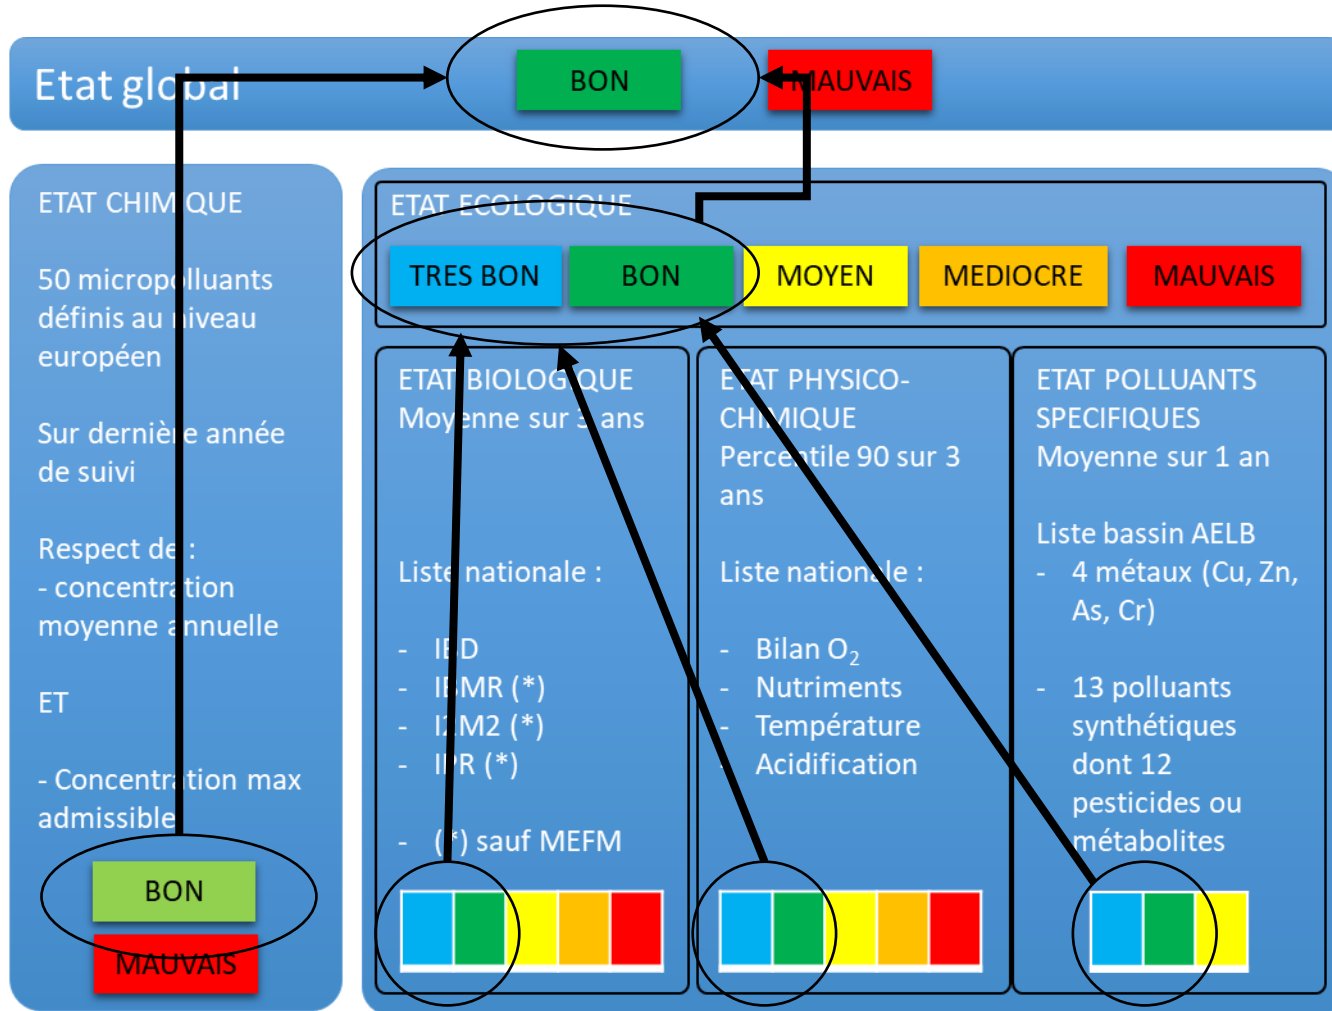 Etat global
BON
MAUVAIS
ETAT CHIMIQUE
50 micropolluants
définis au niveau
européen
Sur dernière année
de suivi
Respect de :
- concentration
moyenne annuelle
ET
- Concentration max
admissible
BON
MAUVAIS
ETAT ECOLOGIQUE
TRES BON
BON
MOYEN
MEDIOCRE
MAUVAIS
ETAT BIOLOGIQUE
Moyenne sur 3 ans
Liste nationale :
- IBD
- IBMR (*)
- I2M2 (*)
- IPR (*)
- (*) sauf MEFM
ETAT PHYSICO-
CHIMIQUE
Percentile 90 sur 3
ans
Liste nationale :
- Bilan O₂
- Nutriments
- Température
- Acidification
ETAT POLLUANTS
SPECIFIQUES
Moyenne sur 1 an
Liste bassin AELB
- 4 métaux (Cu, Zn,
As, Cr)
- 13 polluants
synthétiques
dont 12
pesticides ou
métabolites